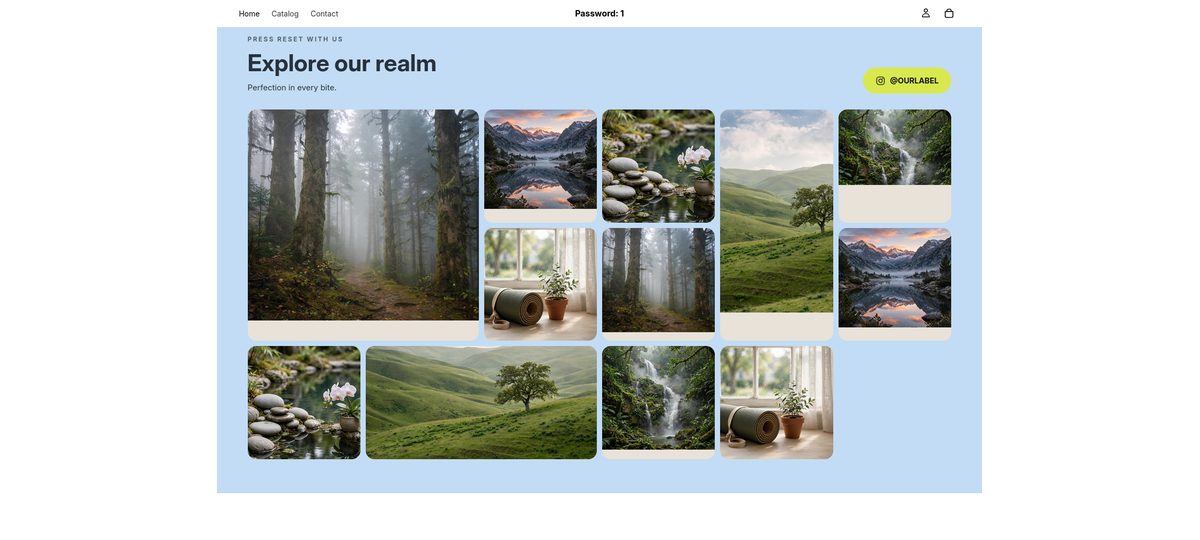 Home Catalog Contact
Password: 1
PRESS RESET WITH US
Explore our realm
Perfection in every bite.
@OURLABEL